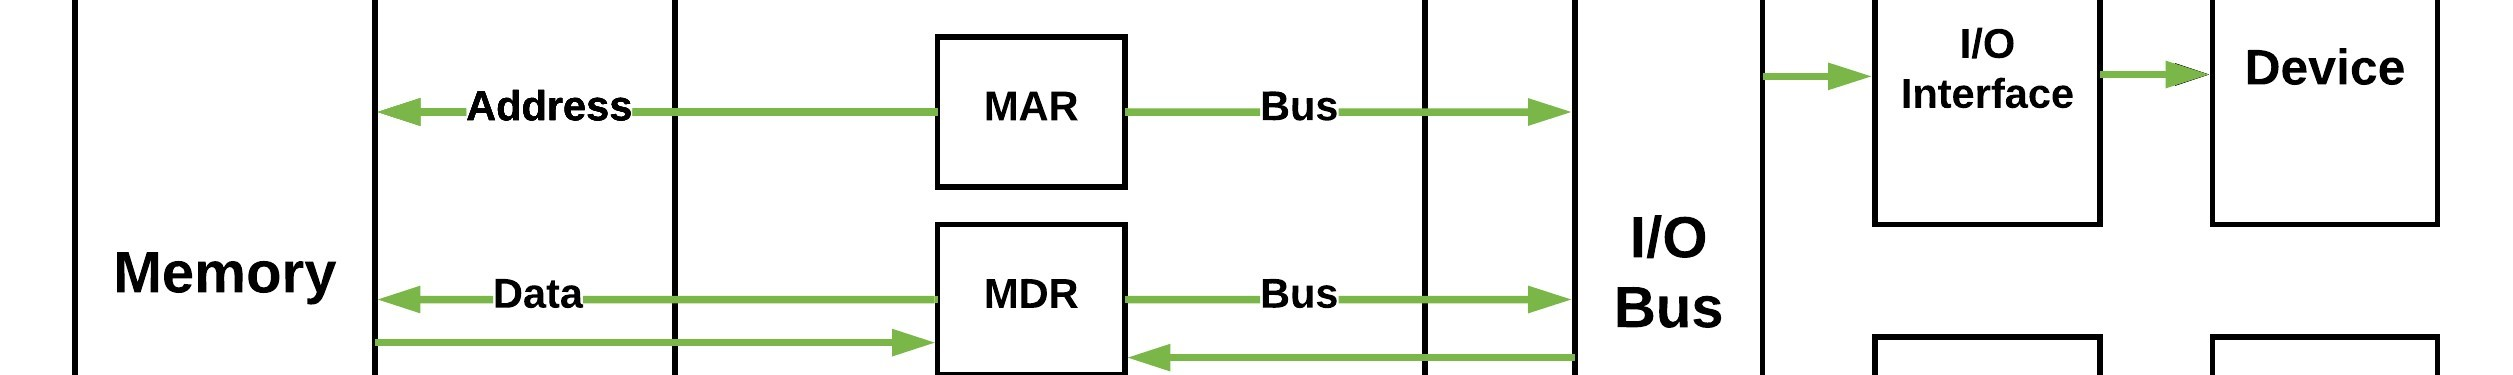 I/O
Interface
Device
Address
MAR
Bus
I/O
Bus
Memory
Data
MDR
Bus